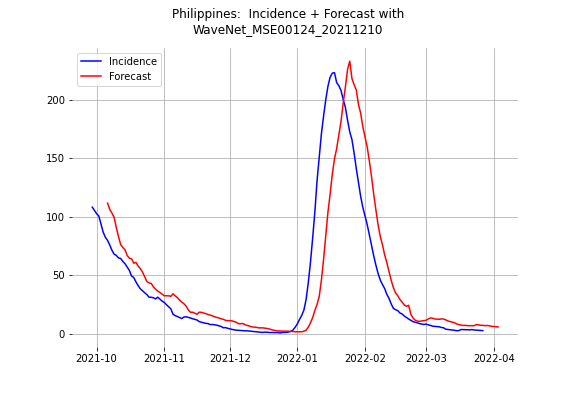 Philippines:  Incidence + Forecast with
WaveNet_MSE00124_20211210
Incidence
Forecast
200
150
100
50
0
2021-10 2021-11 2021-12 2022-01 2022-02 2022-03 2022-04